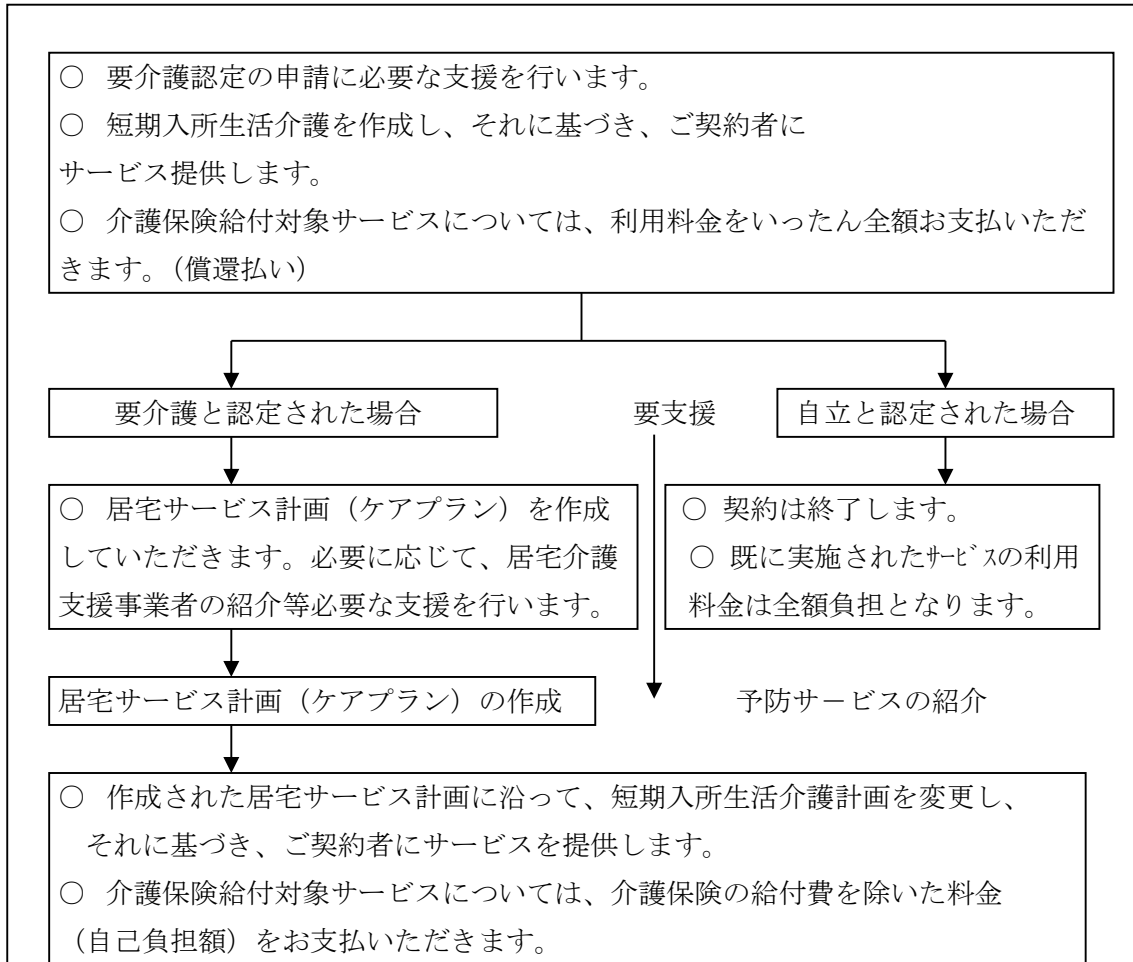 ○ 要介護認定の申請に必要な支援を行います。
○ 短期入所生活介護を作成し、それに基づき、ご契約者に
サービス提供します。
○ 介護保険給付対象サービスについては、利用料金をいったん全額お支払いただ
きます。（償還払い）
要介護と認定された場合
要支援
自立と認定された場合
○ 居宅サービス計画（ケアプラン）を作成
していただきます。必要に応じて、居宅介護
支援事業者の紹介等必要な支援を行います。
○ 契約は終了します。
○ 既に実施されたｻｰﾋﾞｽの利用
料金は全額負担となります。
居宅サービス計画（ケアプラン）の作成
予防サ－ビスの紹介
○ 作成された居宅サービス計画に沿って、短期入所生活介護計画を変更し、
それに基づき、ご契約者にサービスを提供します。
○ 介護保険給付対象サービスについては、介護保険の給付費を除いた料金
（自己負担額）をお支払いただきます。